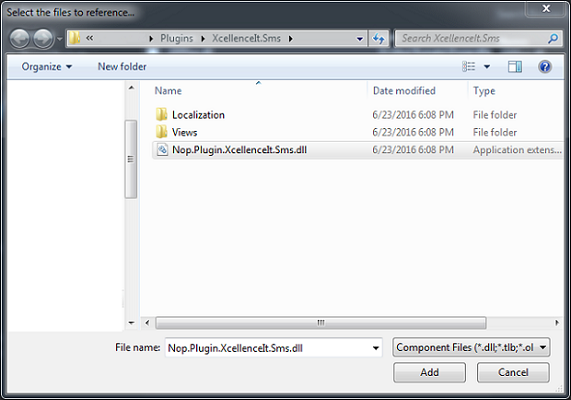 Select the files to reference...
« Plugins XcellenceIt.Sms Search XcellenceIt.Sms
Organize New folder
Name Date modified Type
Localization 6/23/2016 6:08 PM File folder
Views 6/23/2016 6:08 PM File folder
Nop.Plugin.XcellenceIt.Sms.dll 6/23/2016 6:08 PM Application extens...
File name: Nop.Plugin.XcellenceIt.Sms.dll Component Files (*.dll;*.tlb;*.ol
Add Cancel